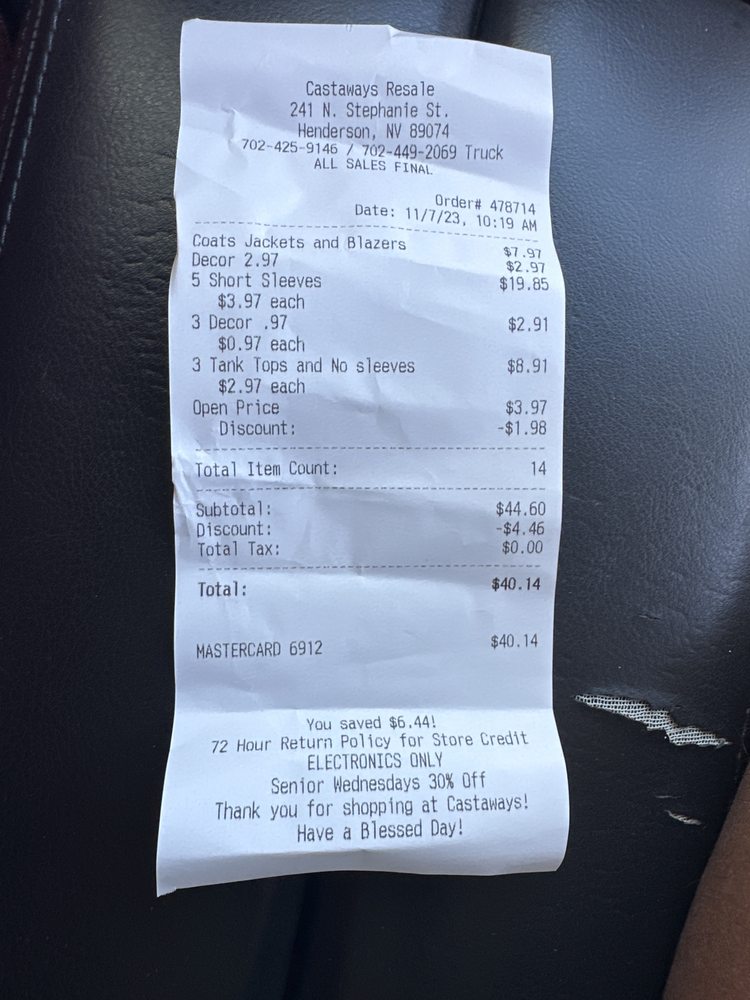 Castaways Resale
241 N. Stephanie St.
Henderson, NV 89074
702-425-9146 / 702-449-2069 Truck
ALL SALES FINAL
Order# 478714
Date: 11/7/23, 10:19 AM
Coats Jackets and Blazers $7.97
Decor 2.97 $2.97
5 Short Sleeves $19.85
$3.97 each
3 Decor .97 $2.91
$0.97 each
3 Tank Tops and No sleeves $8.91
$2.97 each
Open Price $3.97
Discount: -$1.98
Total Item Count: 14
Subtotal: $44.60
Discount: -$4.46
Total Tax: $0.00
Total: $40.14
MASTERCARD 6912 $40.14
You saved $6.44!
72 Hour Return Policy for Store Credit
ELECTRONICS ONLY
Senior Wednesdays 30% Off
Thank you for shopping at Castaways!
Have a Blessed Day!